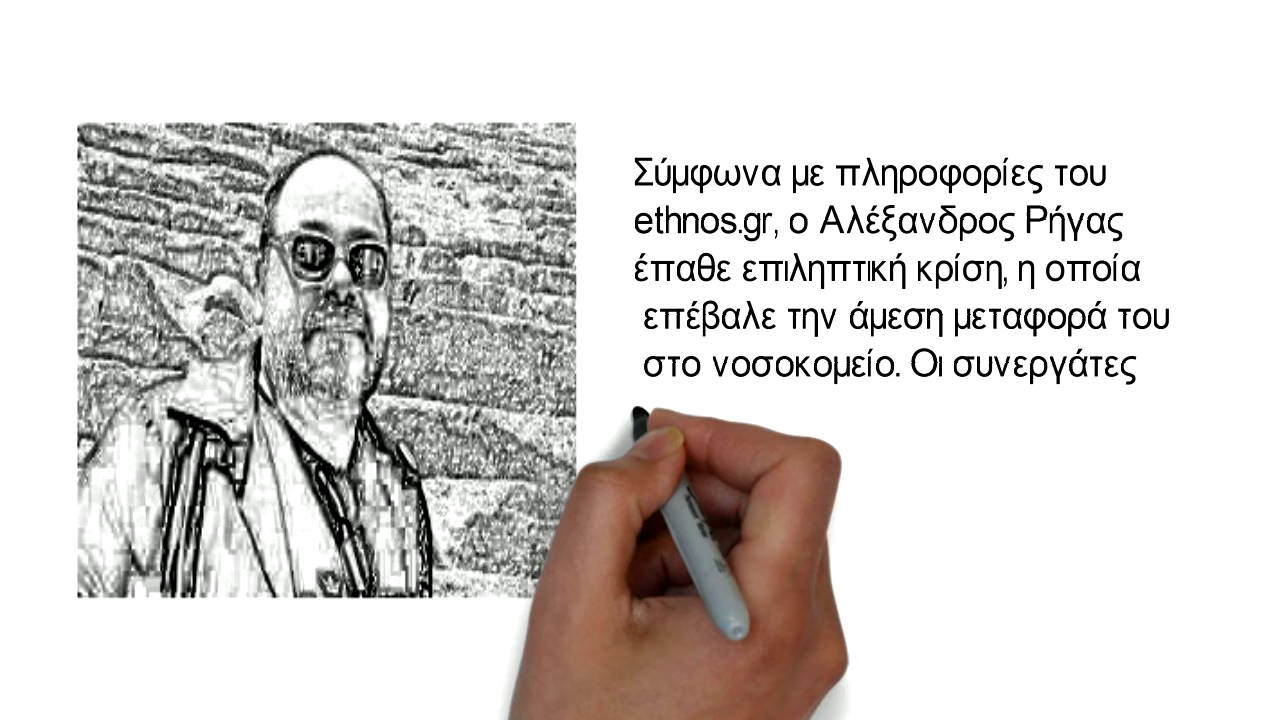 Σύμφωνα με πληροφορίες του
ethnos.gr, ο Αλέξανδρος Ρήγας
έπαθε επιληπτική κρίση, η οποία
επέβαλε την άμεση μεταφορά του
στο νοσοκομείο. Οι συνεργάτες